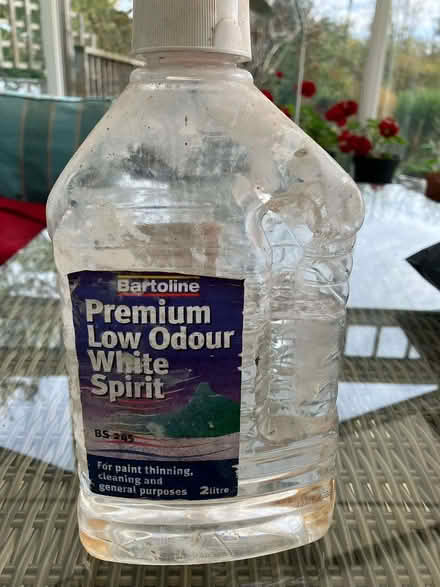 Bartoline
Premium
Low Odour
White
Spirit
BS 245
For paint thinning,
cleaning and
general purposes 2litre